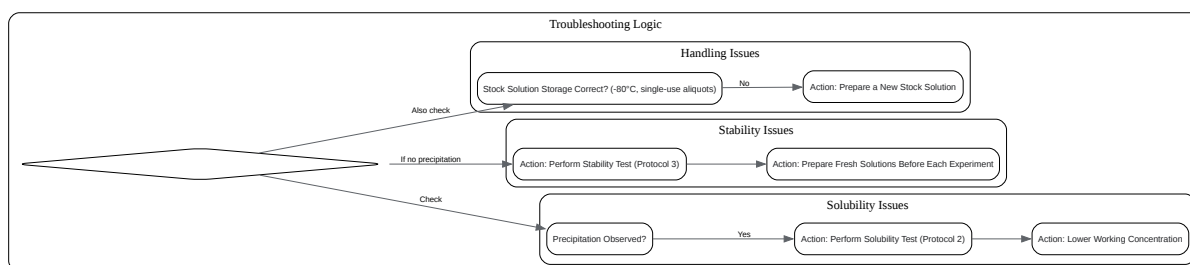 Troubleshooting Logic
Handling Issues
Stock Solution Storage Correct? (-80°C, single-use aliquots)
No
Action: Prepare a New Stock Solution
Also check
Stability Issues
If no precipitation
Action: Perform Stability Test (Protocol 3)
Action: Prepare Fresh Solutions Before Each Experiment
Check
Solubility Issues
Precipitation Observed?
Yes
Action: Perform Solubility Test (Protocol 2)
Action: Lower Working Concentration